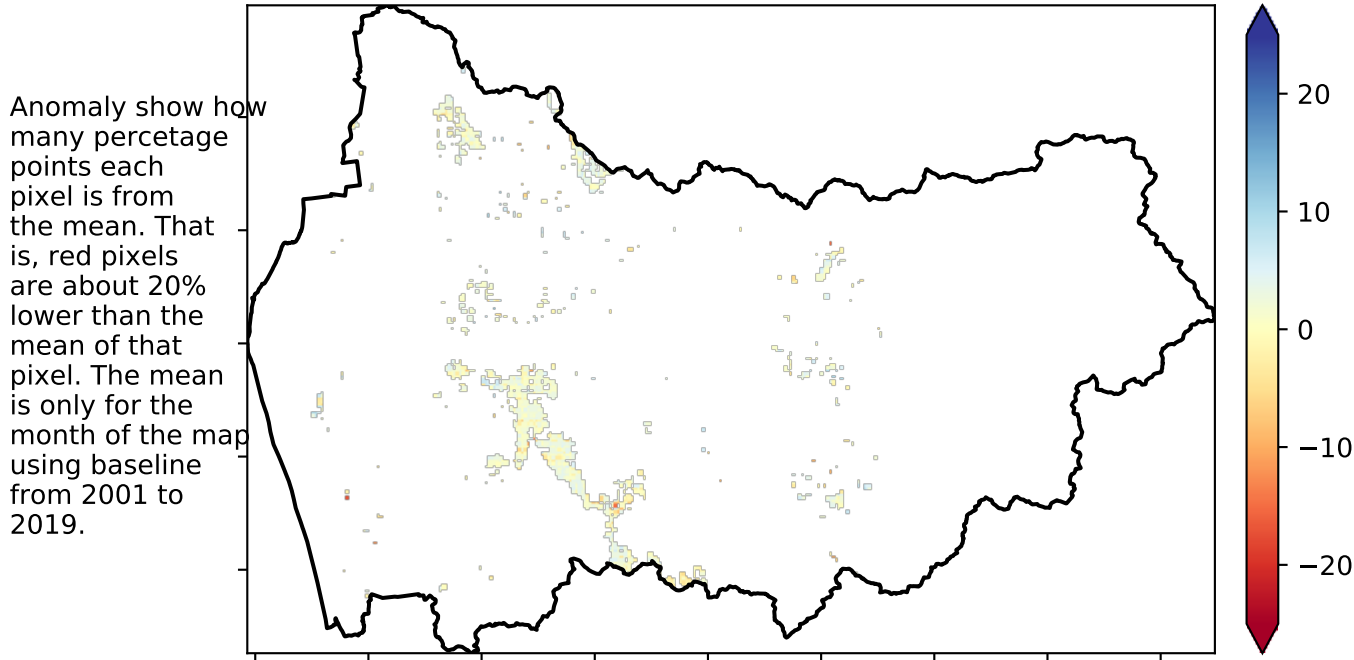 Anomaly show how
many percetage
points each
pixel is from
the mean. That
is, red pixels
are about 20%
lower than the
mean of that
pixel. The mean
is only for the
month of the map
using baseline
from 2001 to
2019.
20
10
0
−10
−20